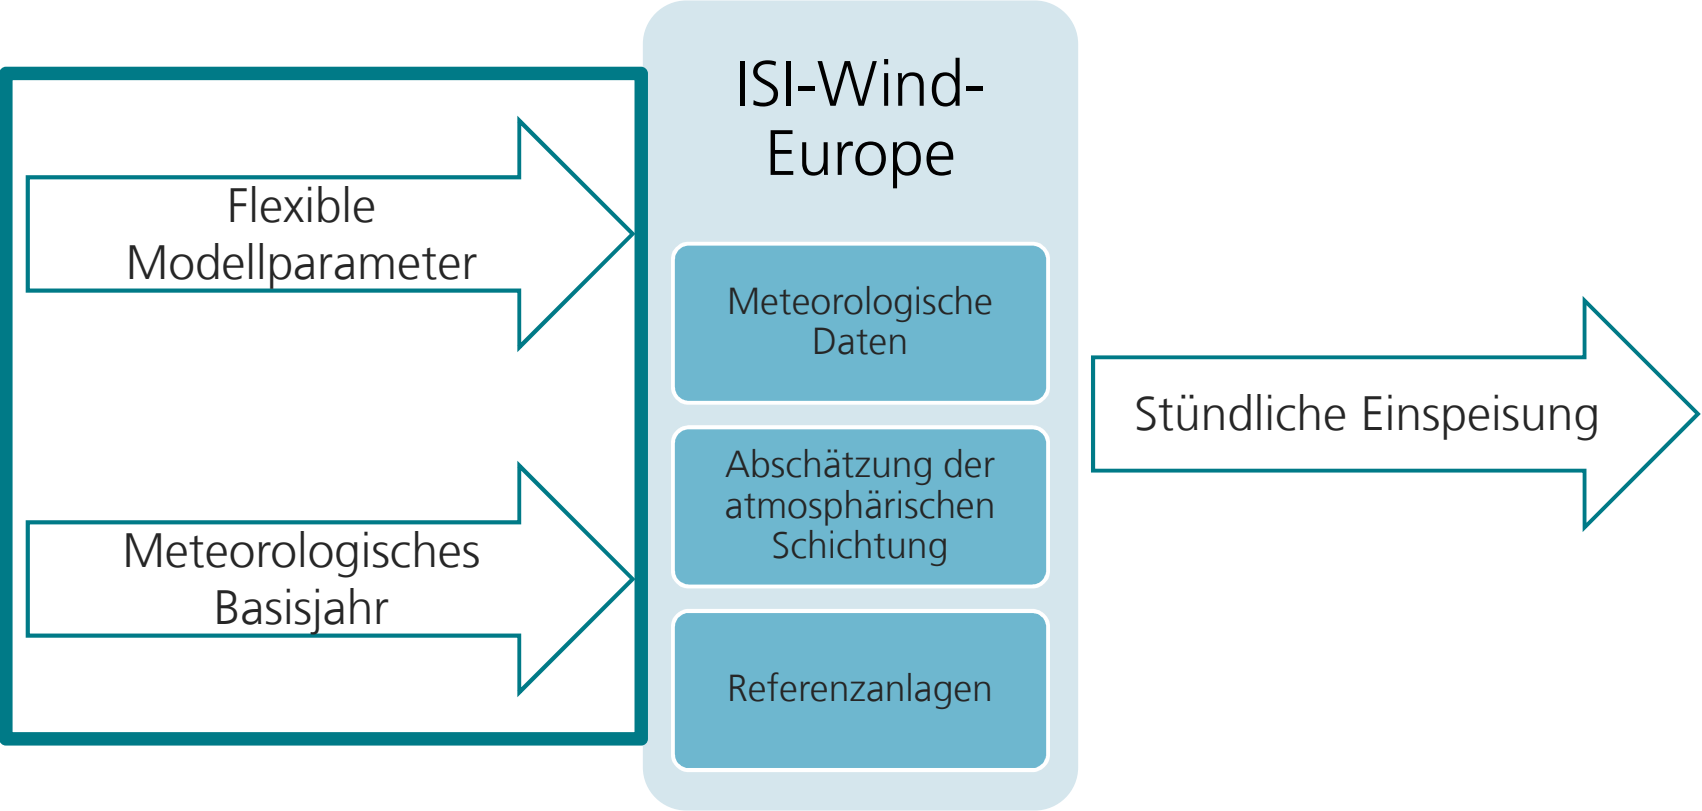 Flexible
Modellparameter
Meteorologisches
Basisjahr
ISI-Wind-
Europe
Meteorologische
Daten
Abschätzung der
atmosphärischen
Schichtung
Referenzanlagen
Stündliche Einspeisung